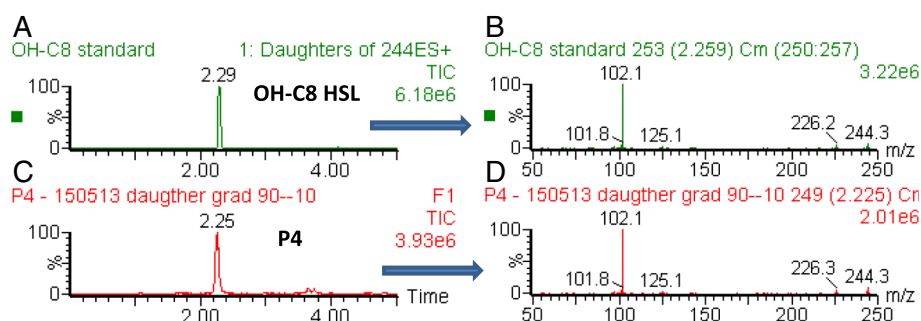 A
OH-C8 standard
1: Daughters of 244ES+
TIC
6.18e6
2.29
OH-C8 HSL
100
%
0
2.00
4.00
B
OH-C8 standard 253 (2.259) Cm (250:257)
3.22e6
102.1
100
%
101.8
125.1
226.2
244.3
0
m/z
50
100
150
200
250
C
P4 - 150513 daugther grad 90--10
F1
TIC
3.93e6
2.25
P4
100
%
0
Time
2.00
4.00
D
P4 - 150513 daugther grad 90--10 249 (2.225) Cm
2.01e6
102.1
100
%
101.8
125.1
226.3
244.3
0
m/z
50
100
150
200
250